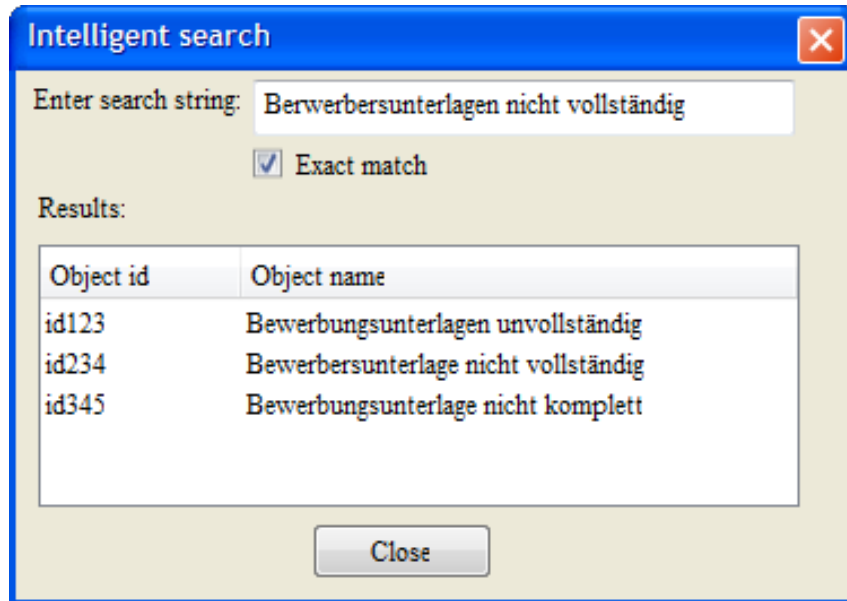 Intelligent search
Enter search string: Berwerbersunterlagen nicht vollständig
Exact match
Results:
Object id Object name
id123 Bewerbungsunterlagen unvollständig
id234 Bewerbersunterlage nicht vollständig
id345 Bewerbungsunterlage nicht komplett
Close